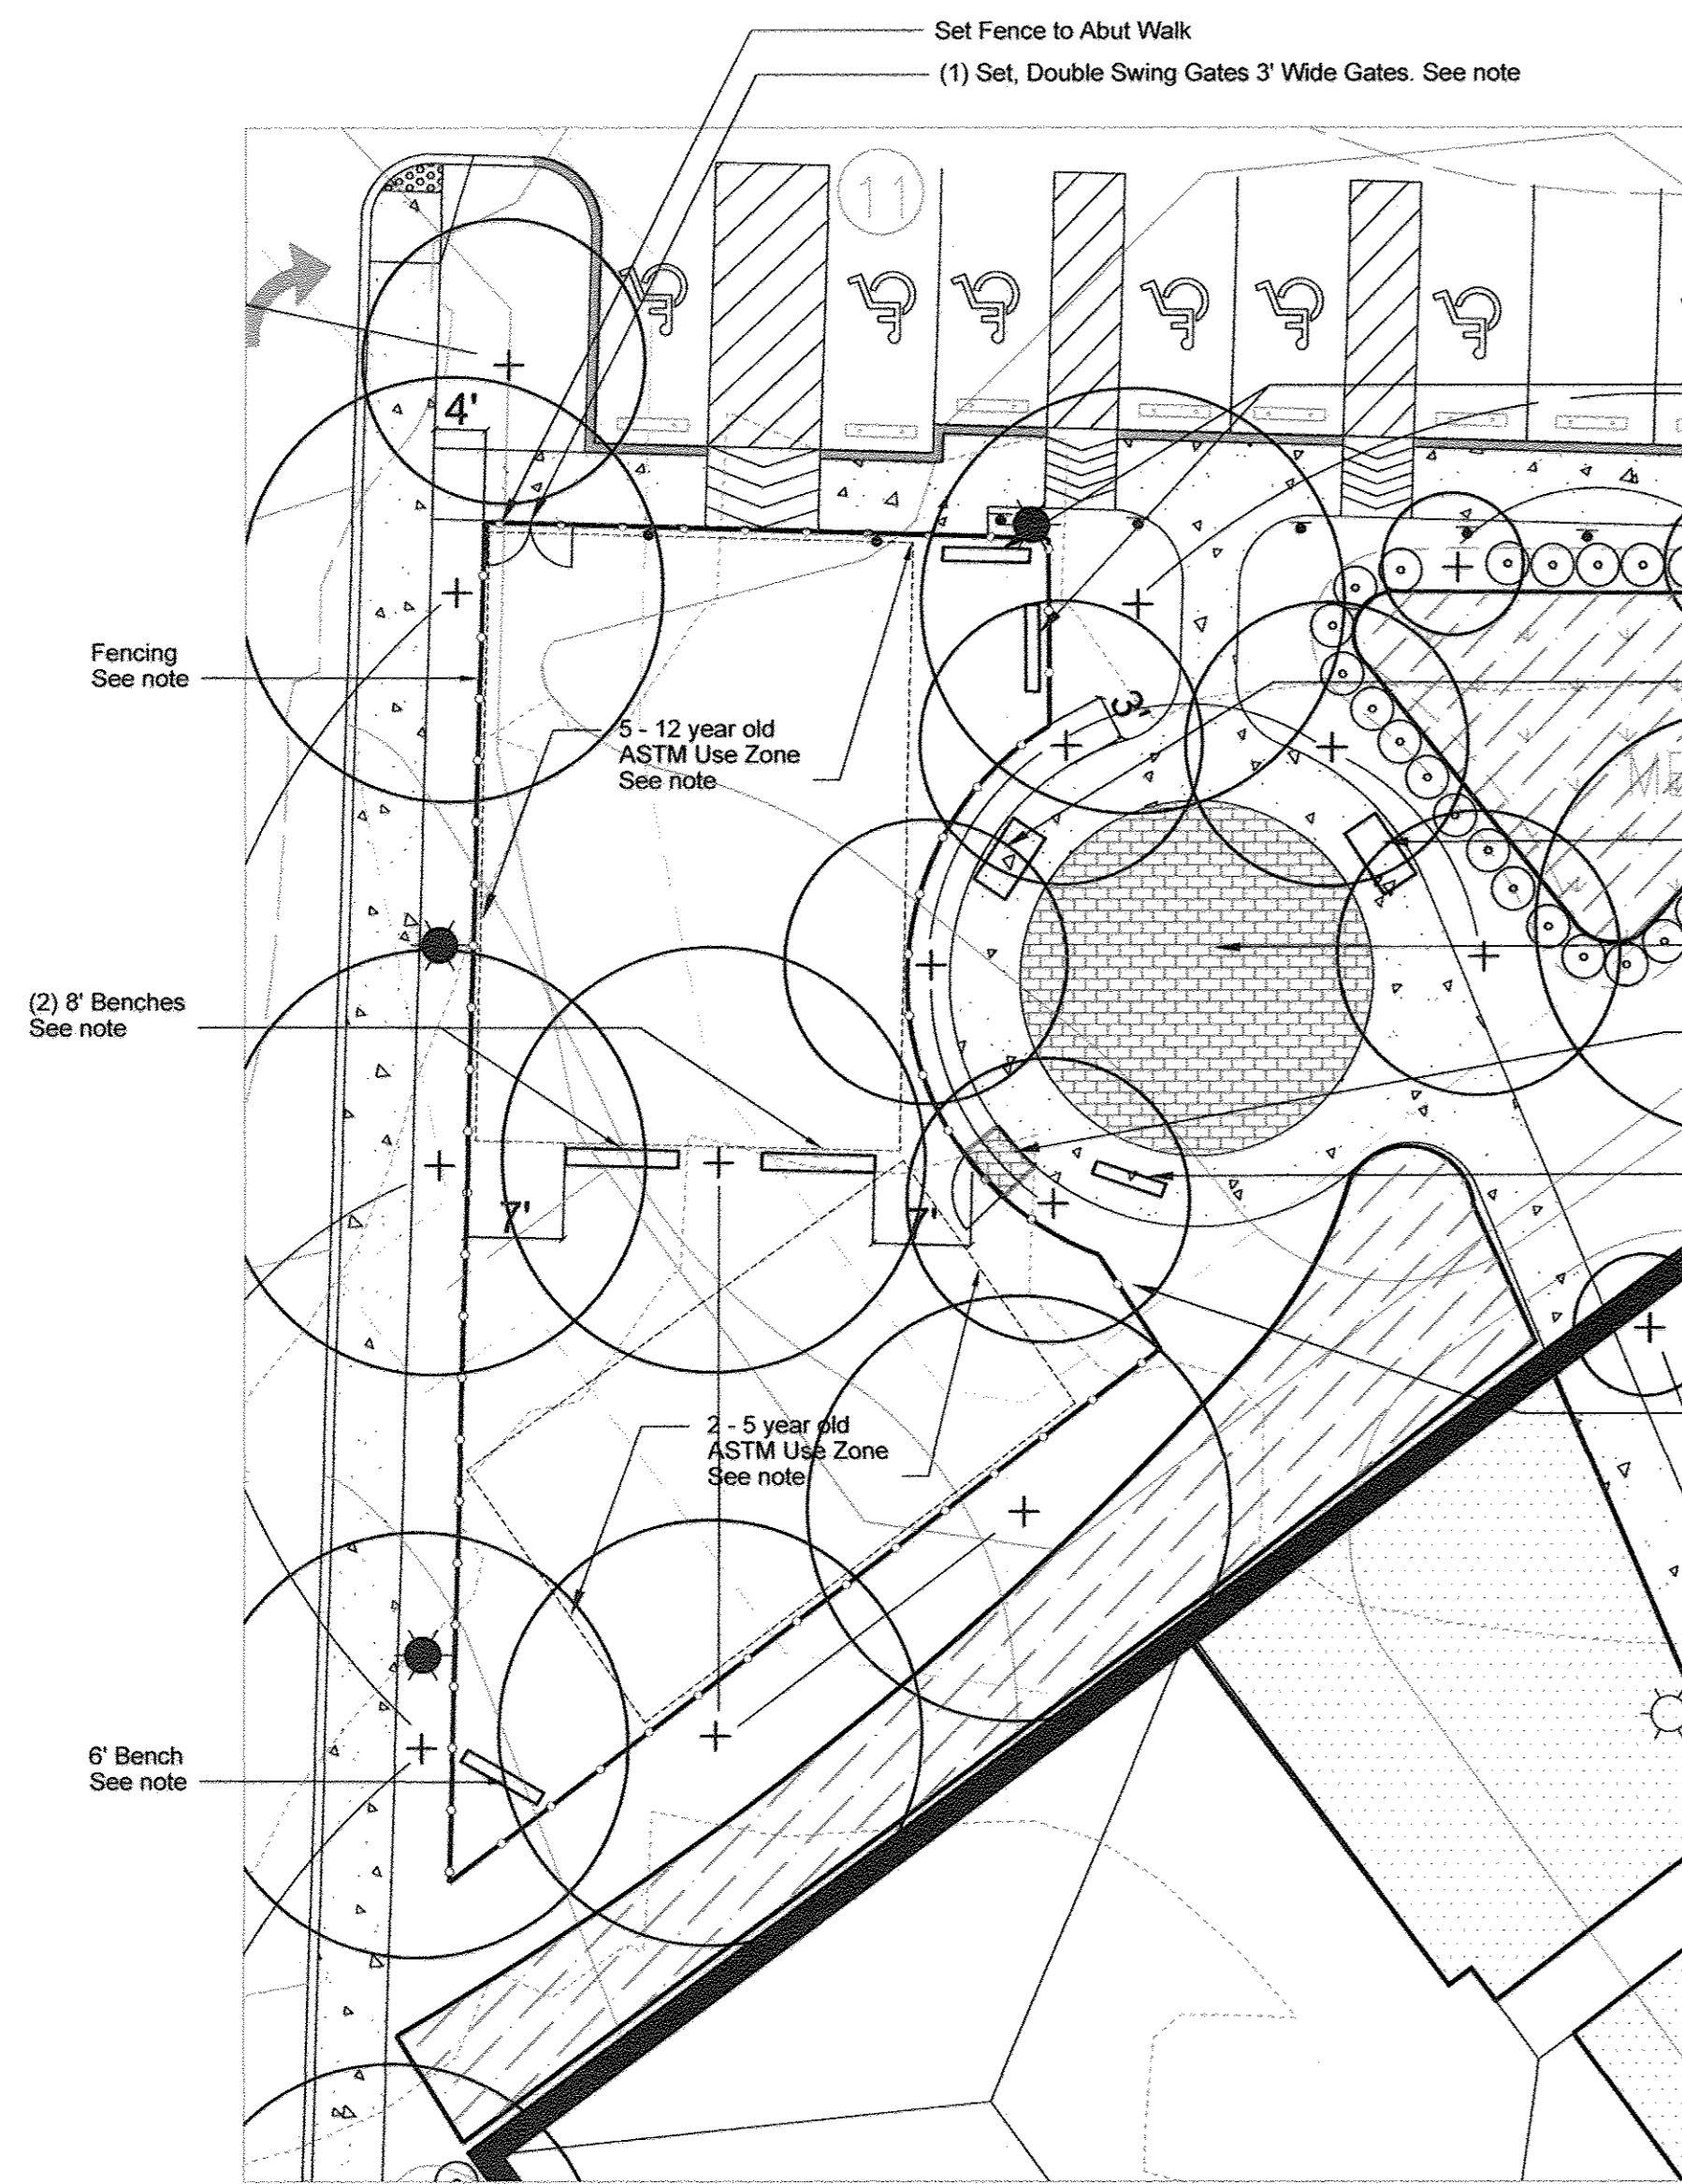 Set Fence to Abut Walk
(1) Set, Double Swing Gates 3' Wide Gates. See note
11
4'
Fencing
See note
3'
5 - 12 year old
ASTM Use Zone
See note
(2) 8' Benches
See note
7'
7'
2 - 5 year old
ASTM Use Zone
See note
6' Bench
See note